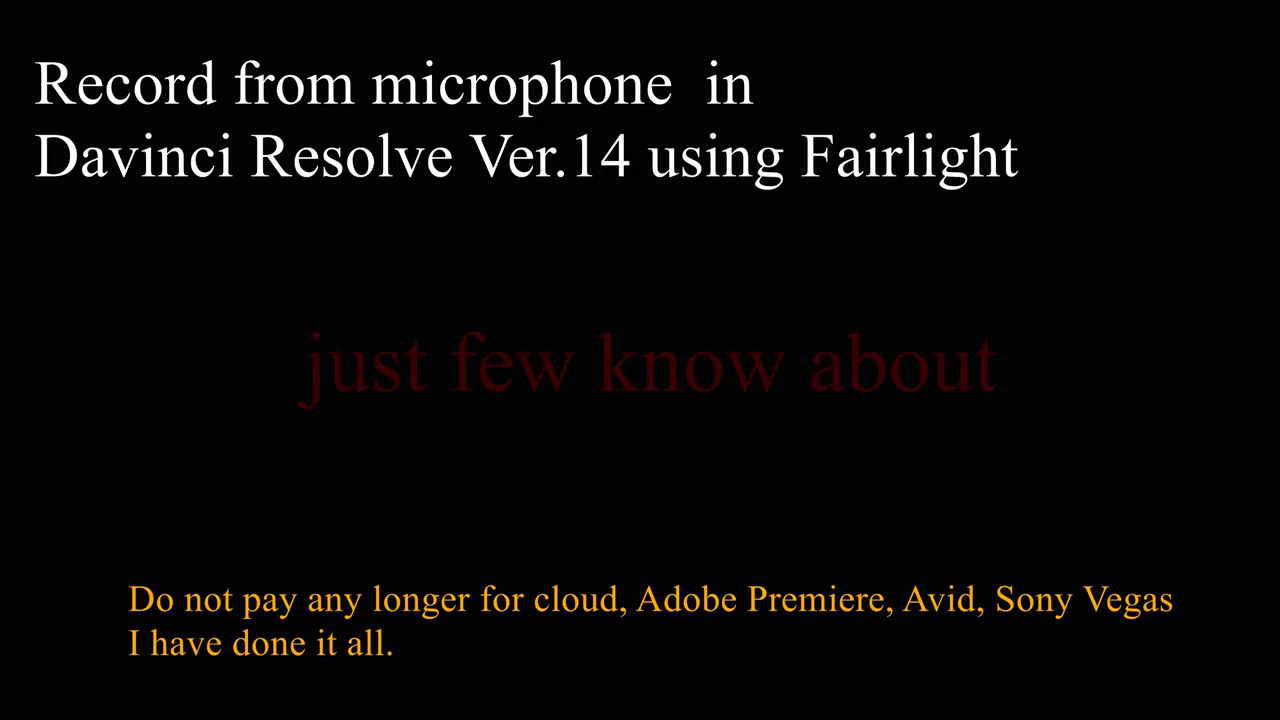 Record from microphone  in
Davinci Resolve Ver.14 using Fairlight
just few know about
Do not pay any longer for cloud, Adobe Premiere, Avid, Sony Vegas
I have done it all.